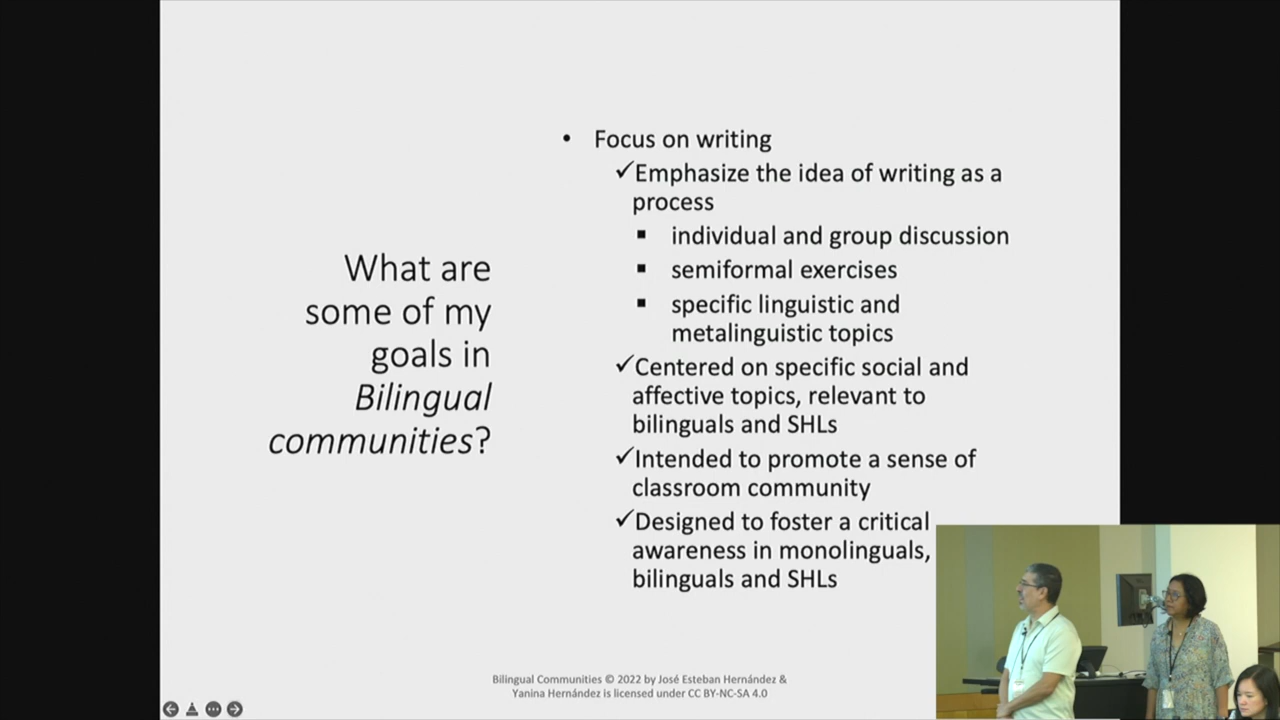 What are
some of my
goals in
Bilingual
communities?
• Focus on writing
✓Emphasize the idea of writing as a
process
▪ individual and group discussion
▪ semiformal exercises
▪ specific linguistic and
metalinguistic topics
✓Centered on specific social and
affective topics, relevant to
bilinguals and SHLs
✓Intended to promote a sense of
classroom community
✓Designed to foster a critical
awareness in monolinguals,
bilinguals and SHLs
Bilingual Communities © 2022 by José Esteban Hernández &
Yanina Hernández is licensed under CC BY-NC-SA 4.0